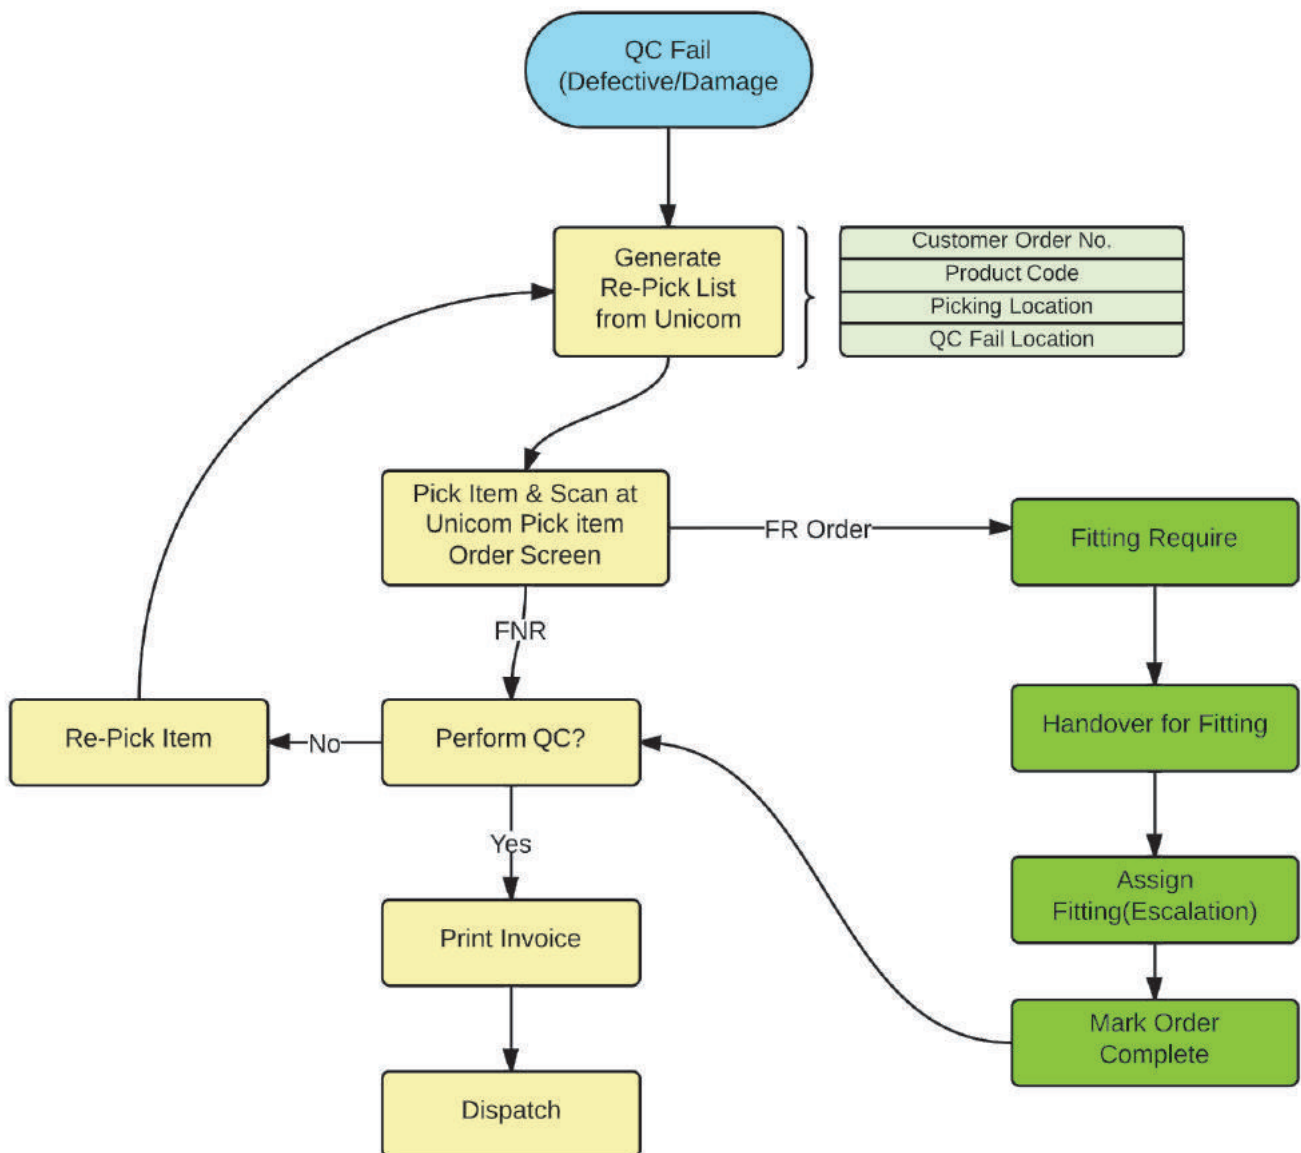 QC Fail
(Defective/Damage
Generate
Re-Pick List
from Unicom
Customer Order No.
Product Code
Picking Location
QC Fail Location
Pick Item & Scan at
Unicom Pick item
Order Screen
FR Order
Fitting Require
FNR
Re-Pick Item
No
Perform QC?
Handover for Fitting
Yes
Assign
Fitting(Escalation)
Print Invoice
Mark Order
Complete
Dispatch